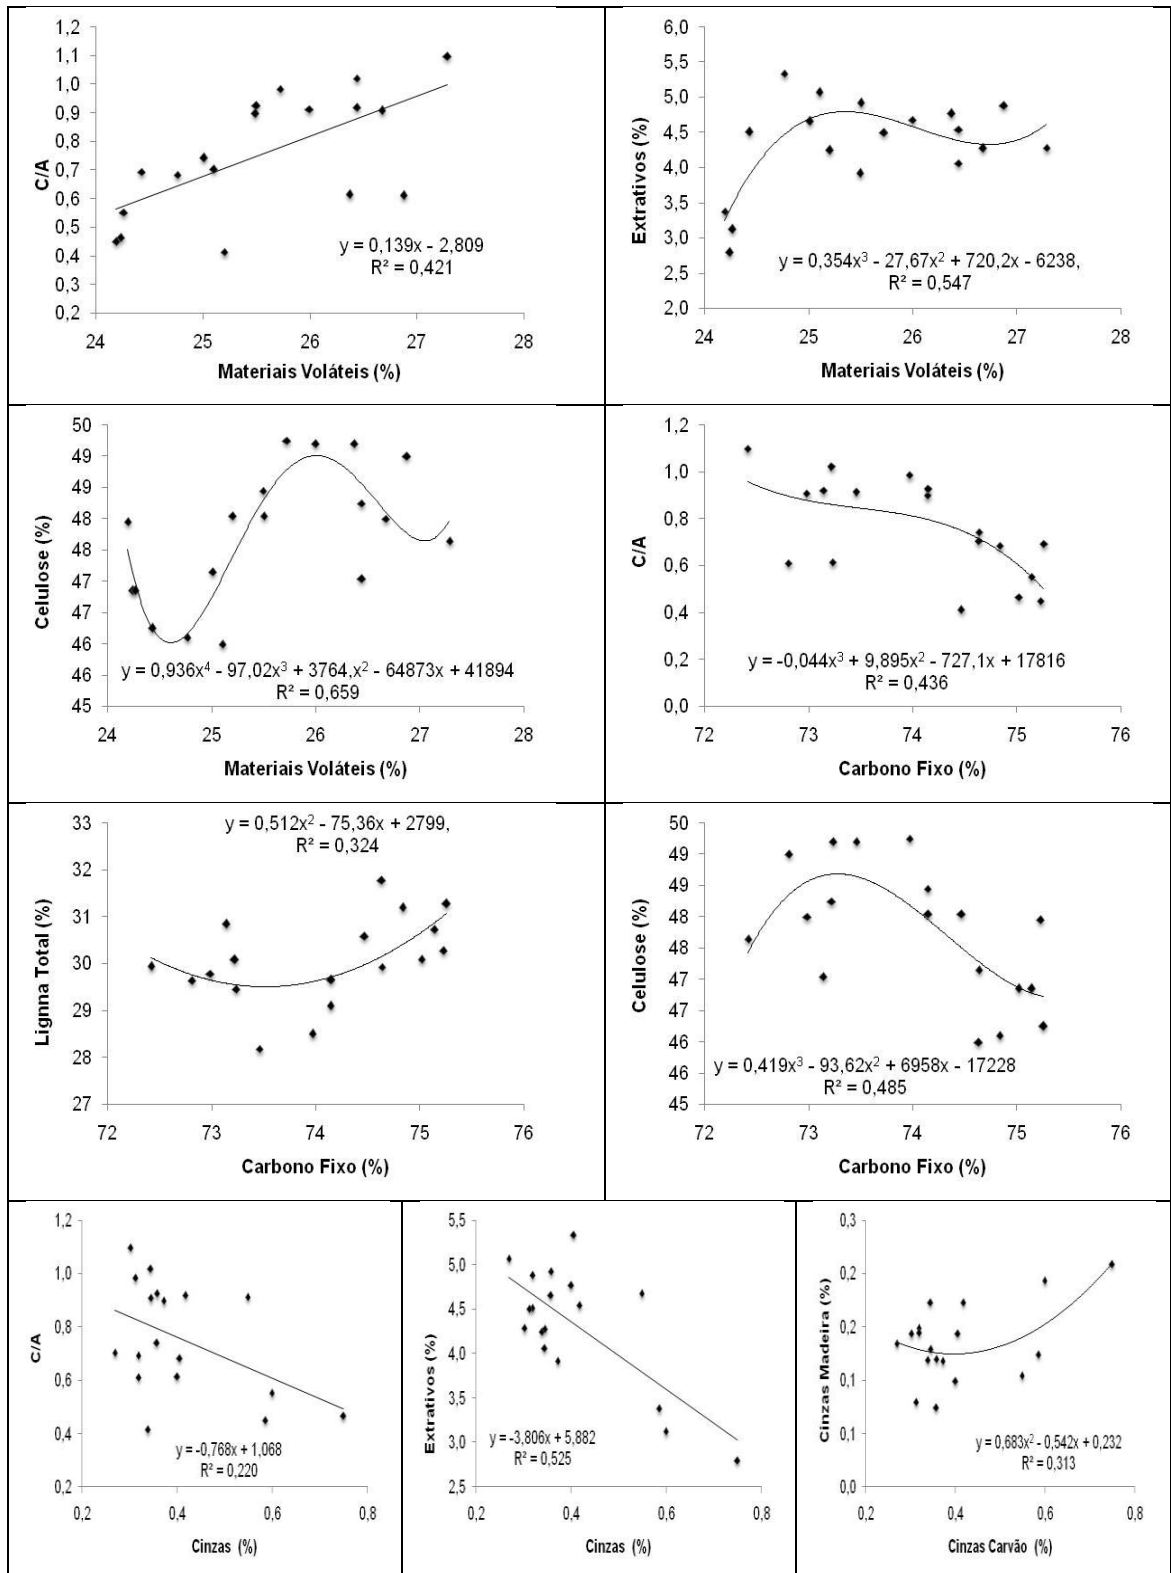 1,2
1,1
1,0
0,9
0,8
0,7
0,6
0,5
0,4
0,3
0,2
C/A
y = 0,139x - 2,809
R² = 0,421
24 25 26 27 28
Materiais Voláteis (%)
6,0
5,5
5,0
4,5
4,0
3,5
3,0
2,5
2,0
Extrativos (%)
y = 0,354x³ - 27,67x² + 720,2x - 6238,
R² = 0,547
24 25 26 27 28
Materiais Voláteis (%)
50
49
49
48
48
47
47
46
46
45
Celulose (%)
y = 0,936x⁴ - 97,02x³ + 3764,x² - 64873x + 41894
R² = 0,659
24 25 26 27 28
Materiais Voláteis (%)
1,2
1,0
0,8
0,6
0,4
0,2
0,0
C/A
y = -0,044x³ + 9,895x² - 727,1x + 17816
R² = 0,436
72 73 74 75 76
Carbono Fixo (%)
33
32
31
30
29
28
27
Lignna Total (%)
y = 0,512x² - 75,36x + 2799,
R² = 0,324
72 73 74 75 76
Carbono Fixo (%)
50
49
49
48
48
47
47
46
46
45
Celulose (%)
y = 0,419x³ - 93,62x² + 6958x - 17228
R² = 0,485
72 73 74 75 76
Carbono Fixo (%)
1,2
1,0
0,8
0,6
0,4
0,2
C/A
y = -0,768x + 1,068
R² = 0,220
0,2 0,4 0,6 0,8
Cinzas (%)
5,5
5,0
4,5
4,0
3,5
3,0
2,5
Extrativos (%)
y = -3,806x + 5,882
R² = 0,525
0,2 0,4 0,6 0,8
Cinzas (%)
0,3
0,2
0,2
0,1
0,1
0,0
Cinzas Madeira (%)
y = 0,683x² - 0,542x + 0,232
R² = 0,313
0,2 0,4 0,6 0,8
Cinzas Carvão (%)